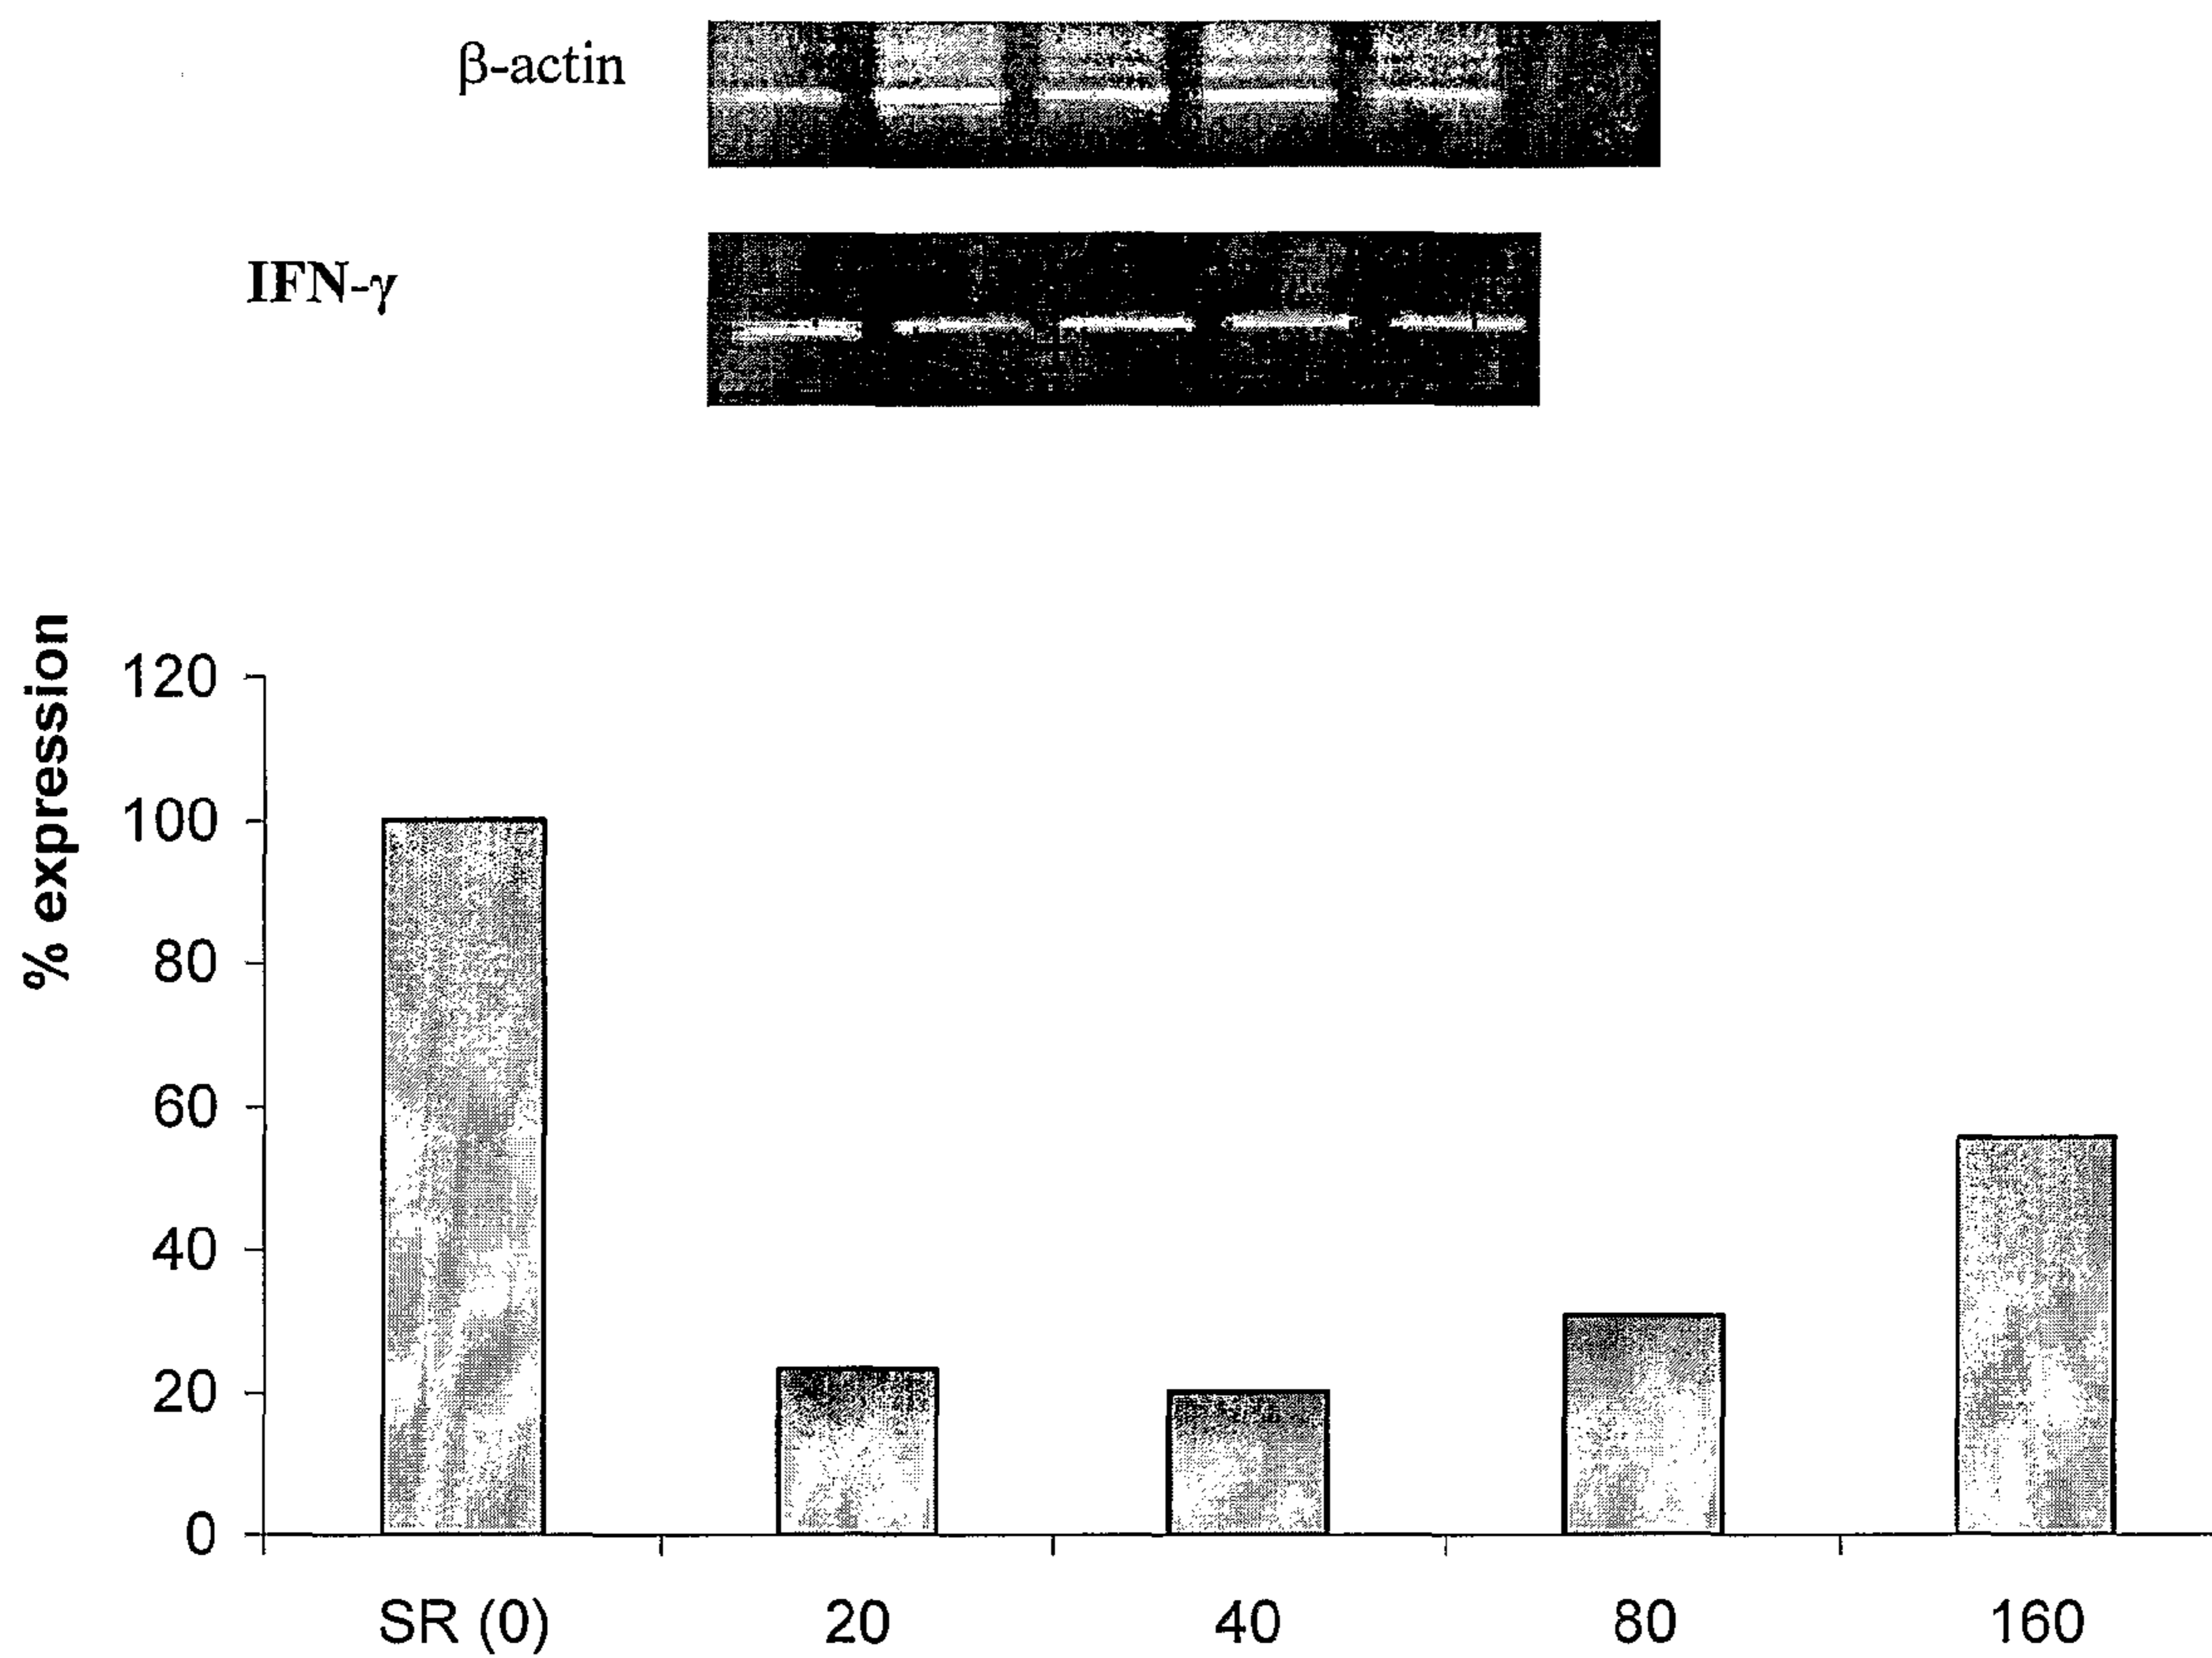 β-actin
IFN-γ
% expression
120
100
80
60
40
20
0
SR (0) 20 40 80 160